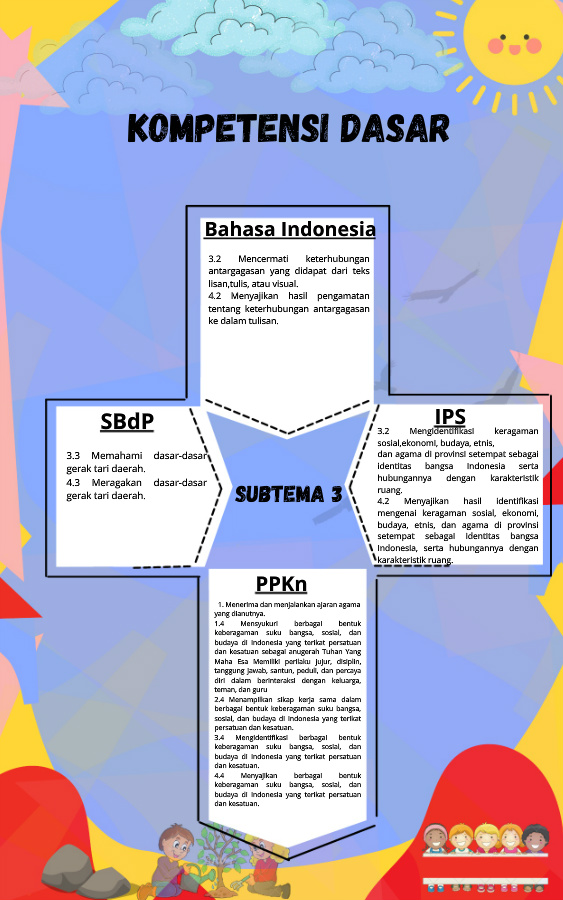 KOMPETENSI DASAR
Bahasa Indonesia
3.2 Mencermati keterhubungan
antargagasan yang didapat dari teks
lisan,tulis, atau visual.
4.2 Menyajikan hasil pengamatan
tentang keterhubungan antargagasan
ke dalam tulisan.
SBdP
3.3 Memahami dasar-dasar
gerak tari daerah.
4.3 Meragakan dasar-dasar
gerak tari daerah.
SUBTEMA 3
IPS
3.2 Mengidentifikasi keragaman
sosial,ekonomi, budaya, etnis,
dan agama di provinsi setempat sebagai
identitas bangsa Indonesia serta
hubungannya dengan karakteristik
ruang.
4.2 Menyajikan hasil identifikasi
mengenai keragaman sosial, ekonomi,
budaya, etnis, dan agama di provinsi
setempat sebagai identitas bangsa
Indonesia, serta hubungannya dengan
karakteristik ruang.
PPKn
1. Menerima dan menjalankan ajaran agama
yang dianutnya.
1.4 Mensyukuri berbagai bentuk
keberagaman suku bangsa, sosial, dan
budaya di Indonesia yang terikat persatuan
dan kesatuan sebagai anugerah Tuhan Yang
Maha Esa Memiliki perilaku jujur, disiplin,
tanggung jawab, santun, peduli, dan percaya
diri dalam berinteraksi dengan keluarga,
teman, dan guru
2.4 Menampilkan sikap kerja sama dalam
berbagai bentuk keberagaman suku bangsa,
sosial, dan budaya di Indonesia yang terikat
persatuan dan kesatuan.
3.4 Mengidentifikasi berbagai bentuk
keberagaman suku bangsa, sosial, dan
budaya di Indonesia yang terikat persatuan
dan kesatuan.
4.4 Menyajikan berbagai bentuk
keberagaman suku bangsa, sosial, dan
budaya di Indonesia yang terikat persatuan
dan kesatuan.